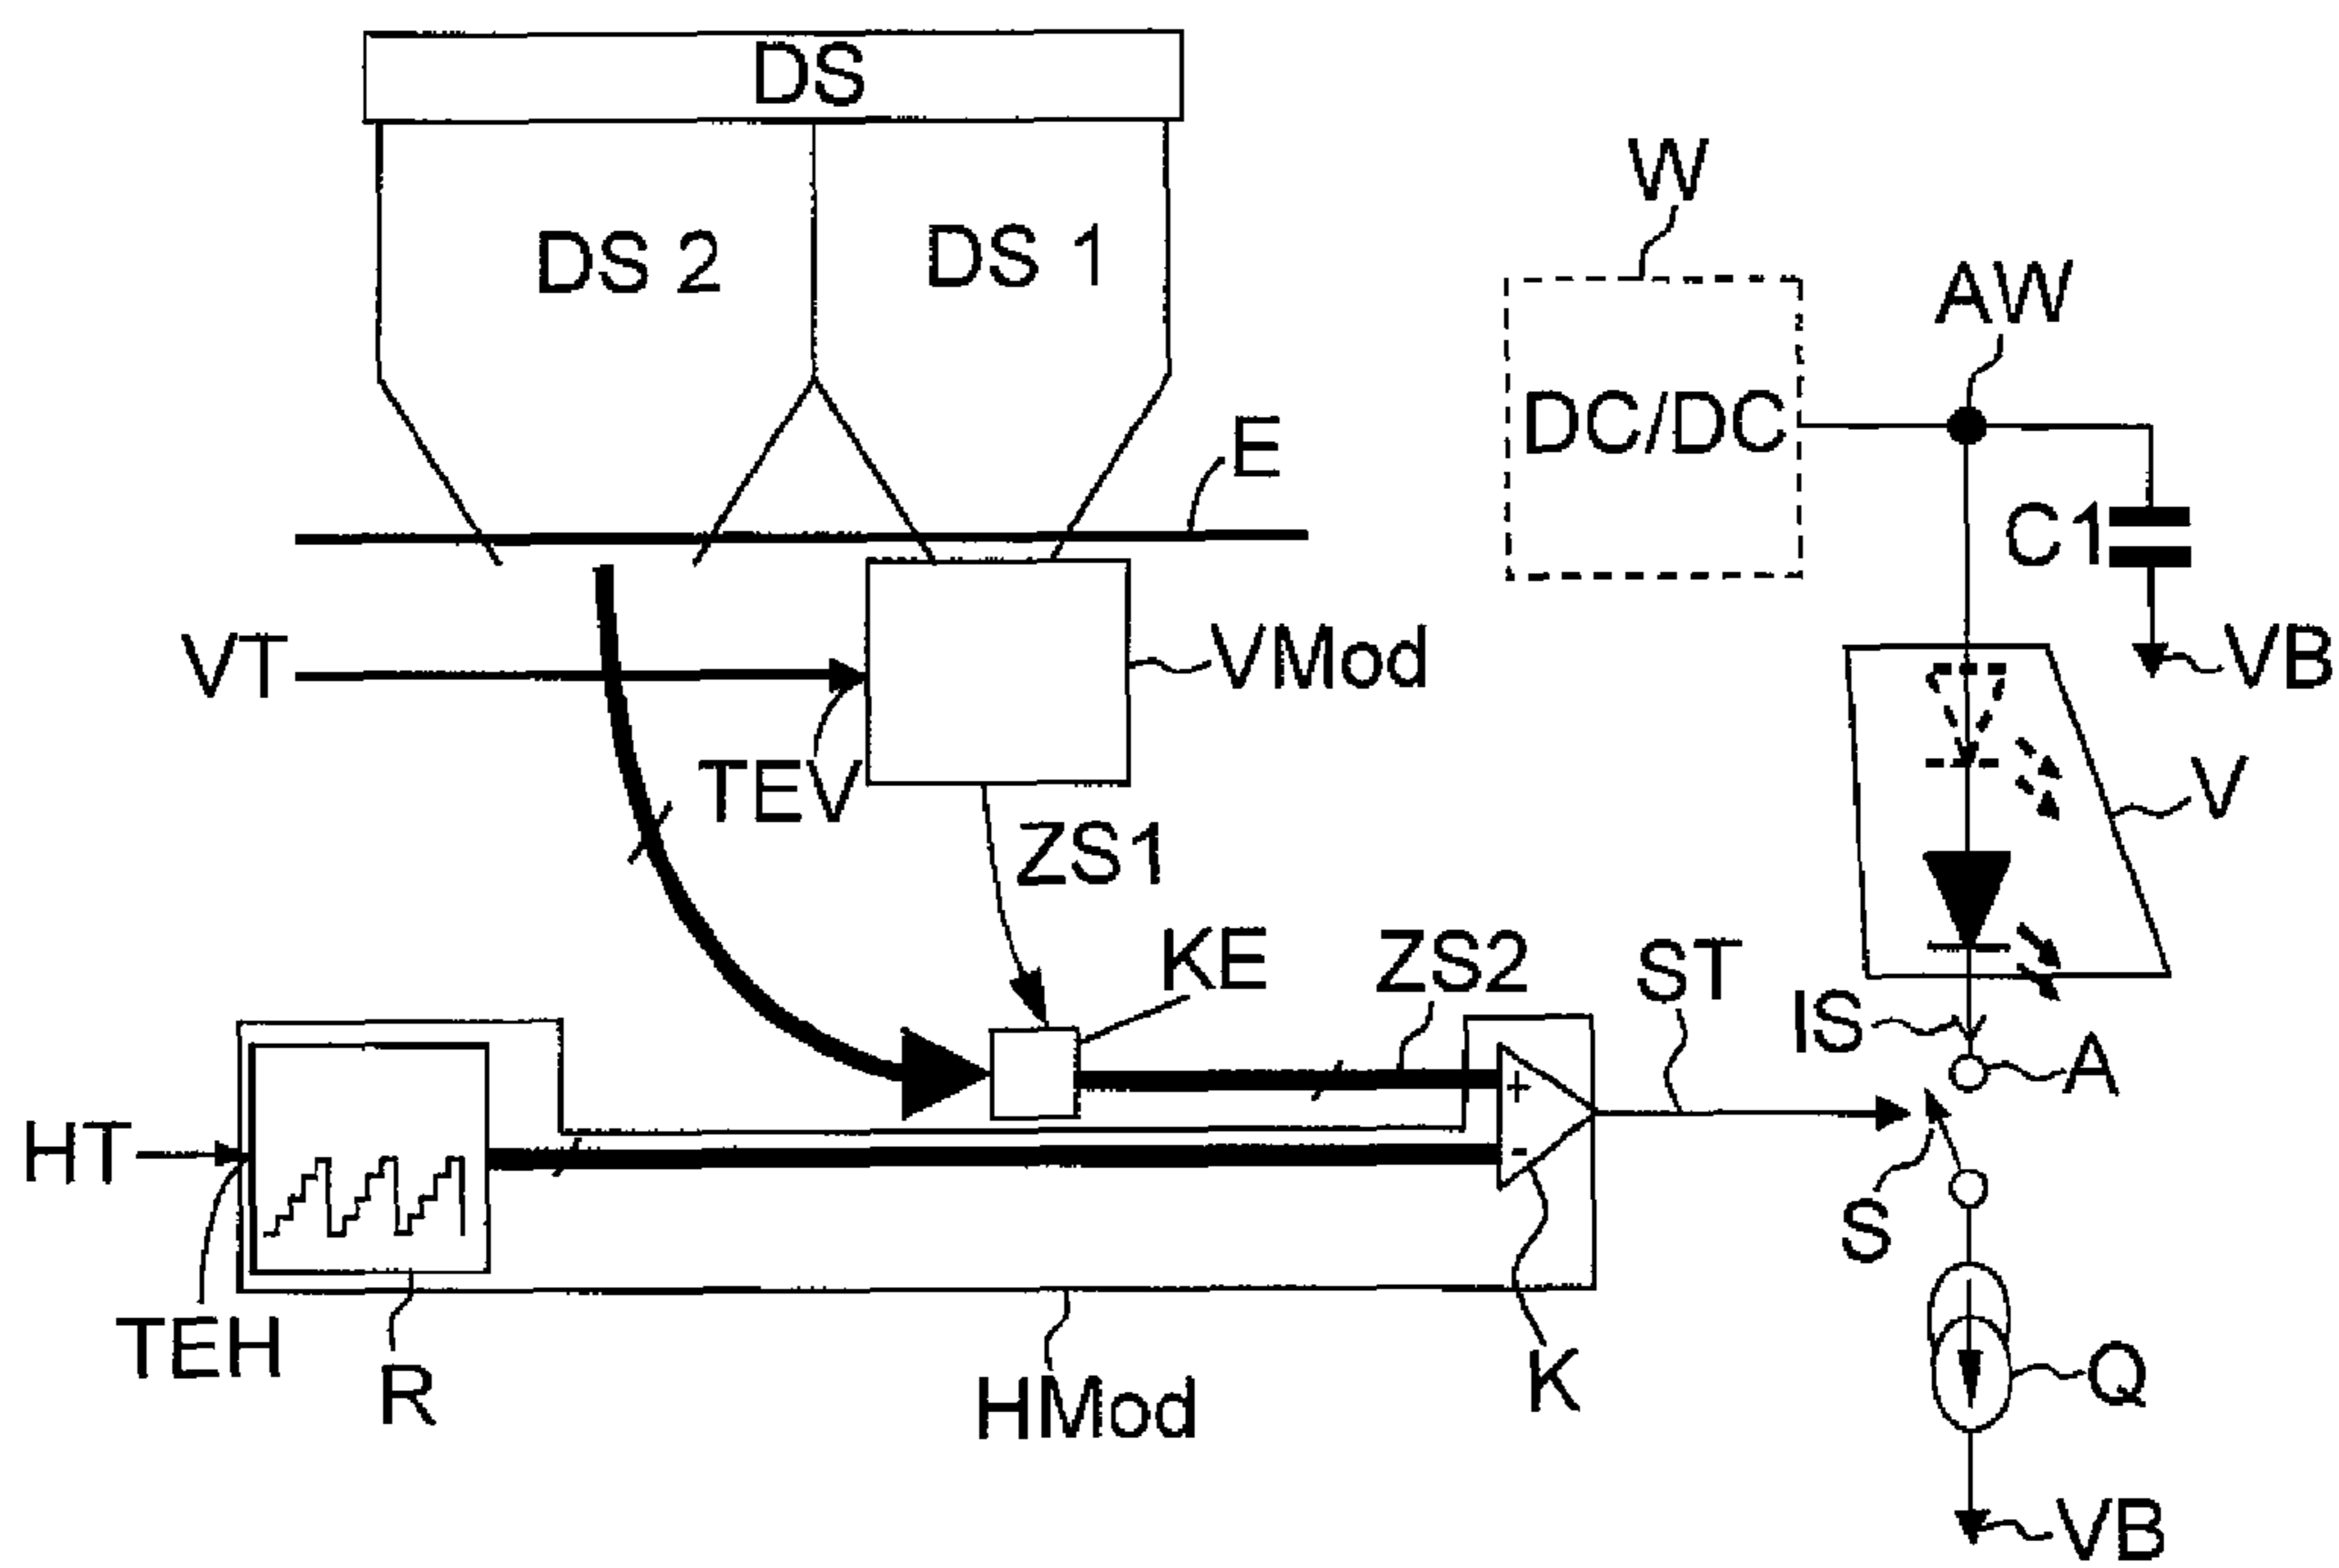 DS
DS 2
DS 1
W
AW
DC/DC
E
C1
VT
VMod
VB
TEV
V
ZS1
KE
ZS2
ST
IS
A
+
HT
-
S
TEH
R
HMod
K
Q
VB